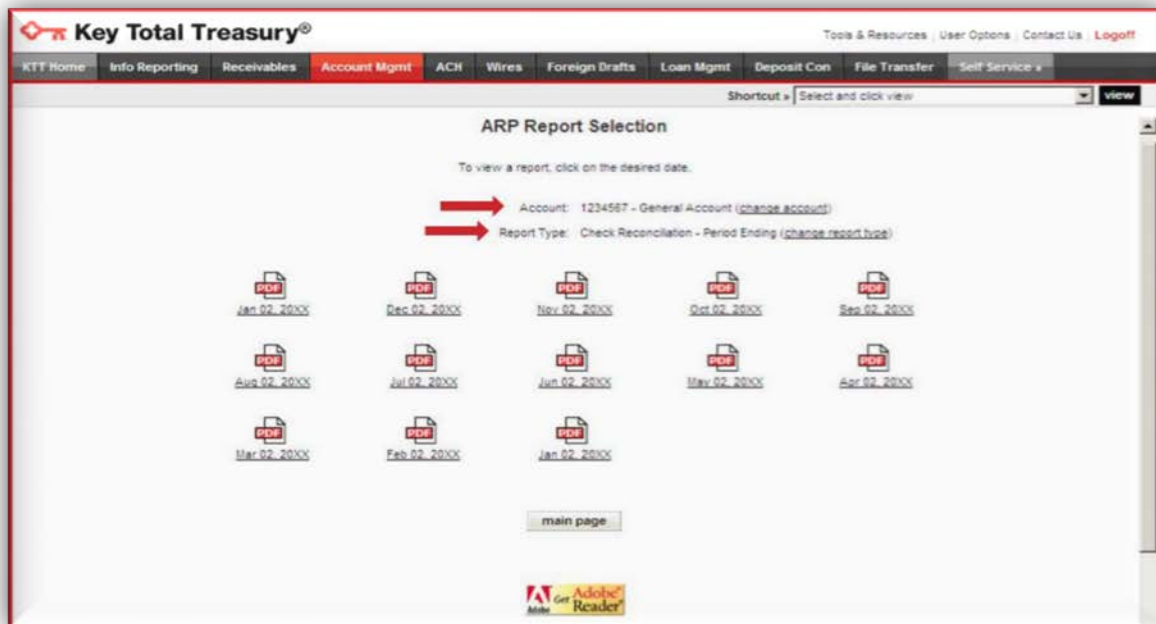 Key Total Treasury®
Tools & Resources | User Options | Contact Us | Logoff
KTT Home Info Reporting Receivables Account Mgmt ACH Wires Foreign Drafts Loan Mgmt Deposit Con File Transfer Self Service »
Shortcut » Select and click view view
ARP Report Selection
To view a report, click on the desired date.
Account: 1234567 - General Account (change account)
Report Type: Check Reconciliation - Period Ending (change report type)
PDF PDF PDF PDF PDF
Jan 02, 20XX Dec 02, 20XX Nov 02, 20XX Oct 02, 20XX Sep 02, 20XX
PDF PDF PDF PDF PDF
Aug 02, 20XX Jul 02, 20XX Jun 02, 20XX May 02, 20XX Apr 02, 20XX
PDF PDF PDF
Mar 02, 20XX Feb 02, 20XX Jan 02, 20XX
main page
Adobe Get Adobe® Reader®